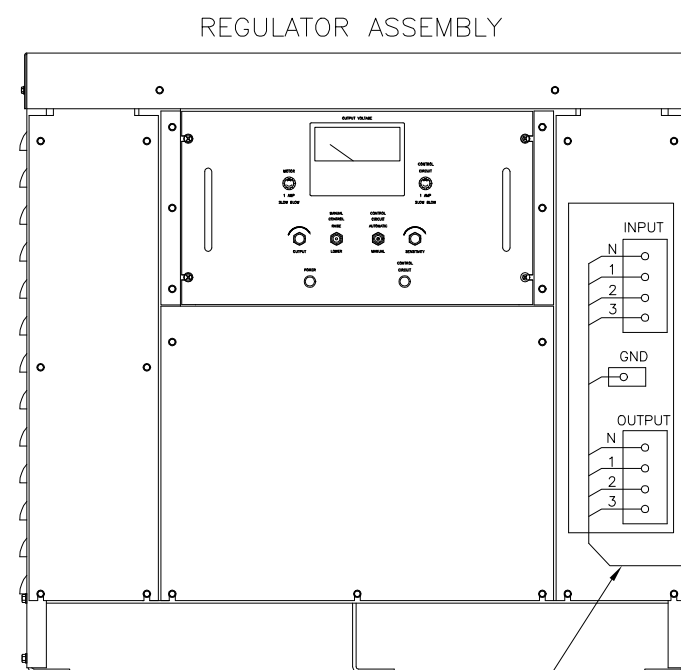 REGULATOR ASSEMBLY
OUTPUT VOLTAGE
MOTOR
1 AMP
SLOW BLOW
CONTROL
CIRCUIT
1 AMP
SLOW BLOW
MANUAL
CONTROL
RAISE
LOWER
CONTROL
CIRCUIT
AUTOMATIC
MANUAL
OUTPUT
SENSITIVITY
POWER
CONTROL
CIRCUIT
INPUT
N
1
2
3
GND
OUTPUT
N
1
2
3